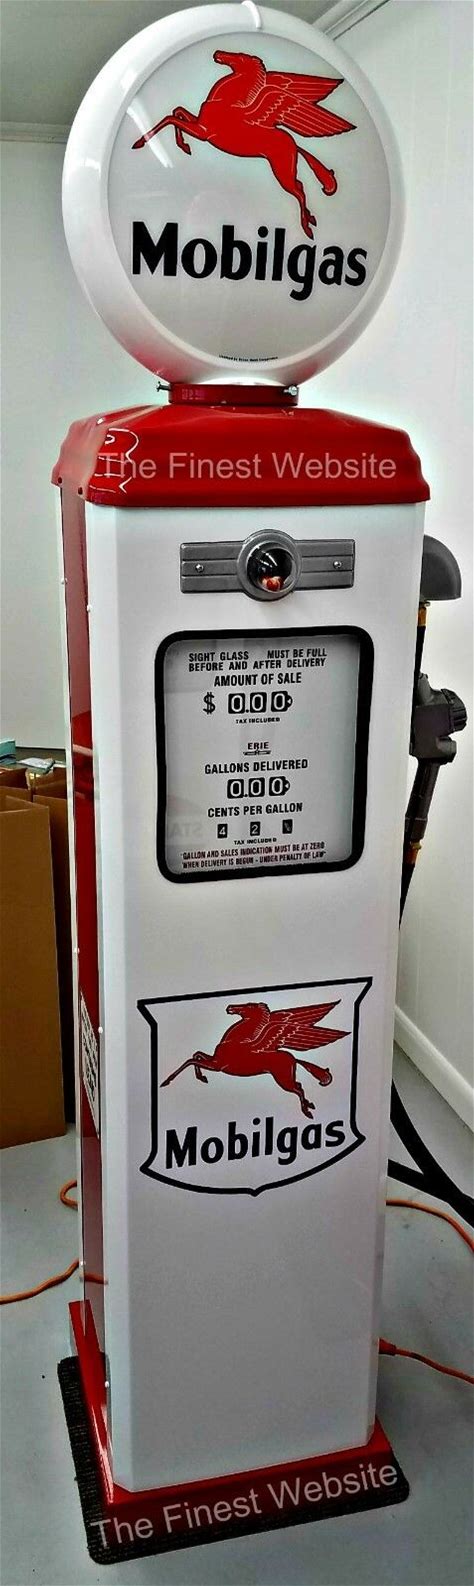 Mobilgas
The Finest Website
SIGHT GLASS MUST BE FULL
BEFORE AND AFTER DELIVERY
AMOUNT OF SALE
$ 0.00
TAX INCLUDED
ERIE
GALLONS DELIVERED
0.00
CENTS PER GALLON
4 2
TAX INCLUDED
"GALLON AND SALES INDICATION MUST BE AT ZERO
WHEN DELIVERY IS BEGUN - UNDER PENALTY OF LAW"
Mobilgas
The Finest Website